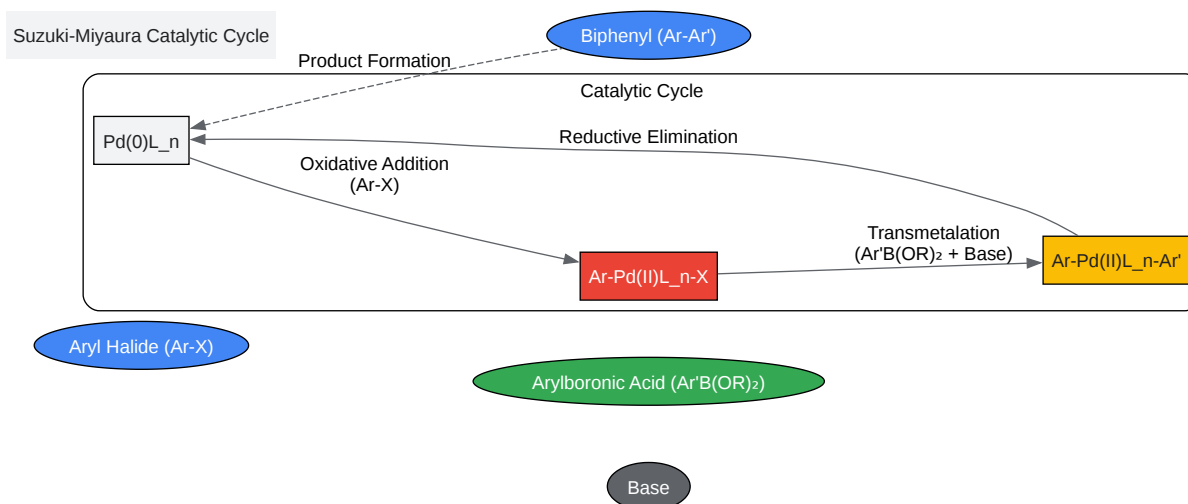 Suzuki-Miyaura Catalytic Cycle
Biphenyl (Ar-Ar')
Product Formation
Catalytic Cycle
Pd(0)L_n
Reductive Elimination
Oxidative Addition
(Ar-X)
Transmetalation
(Ar'B(OR)₂ + Base)
Ar-Pd(II)L_n-X
Ar-Pd(II)L_n-Ar'
Aryl Halide (Ar-X)
Arylboronic Acid (Ar'B(OR)₂)
Base